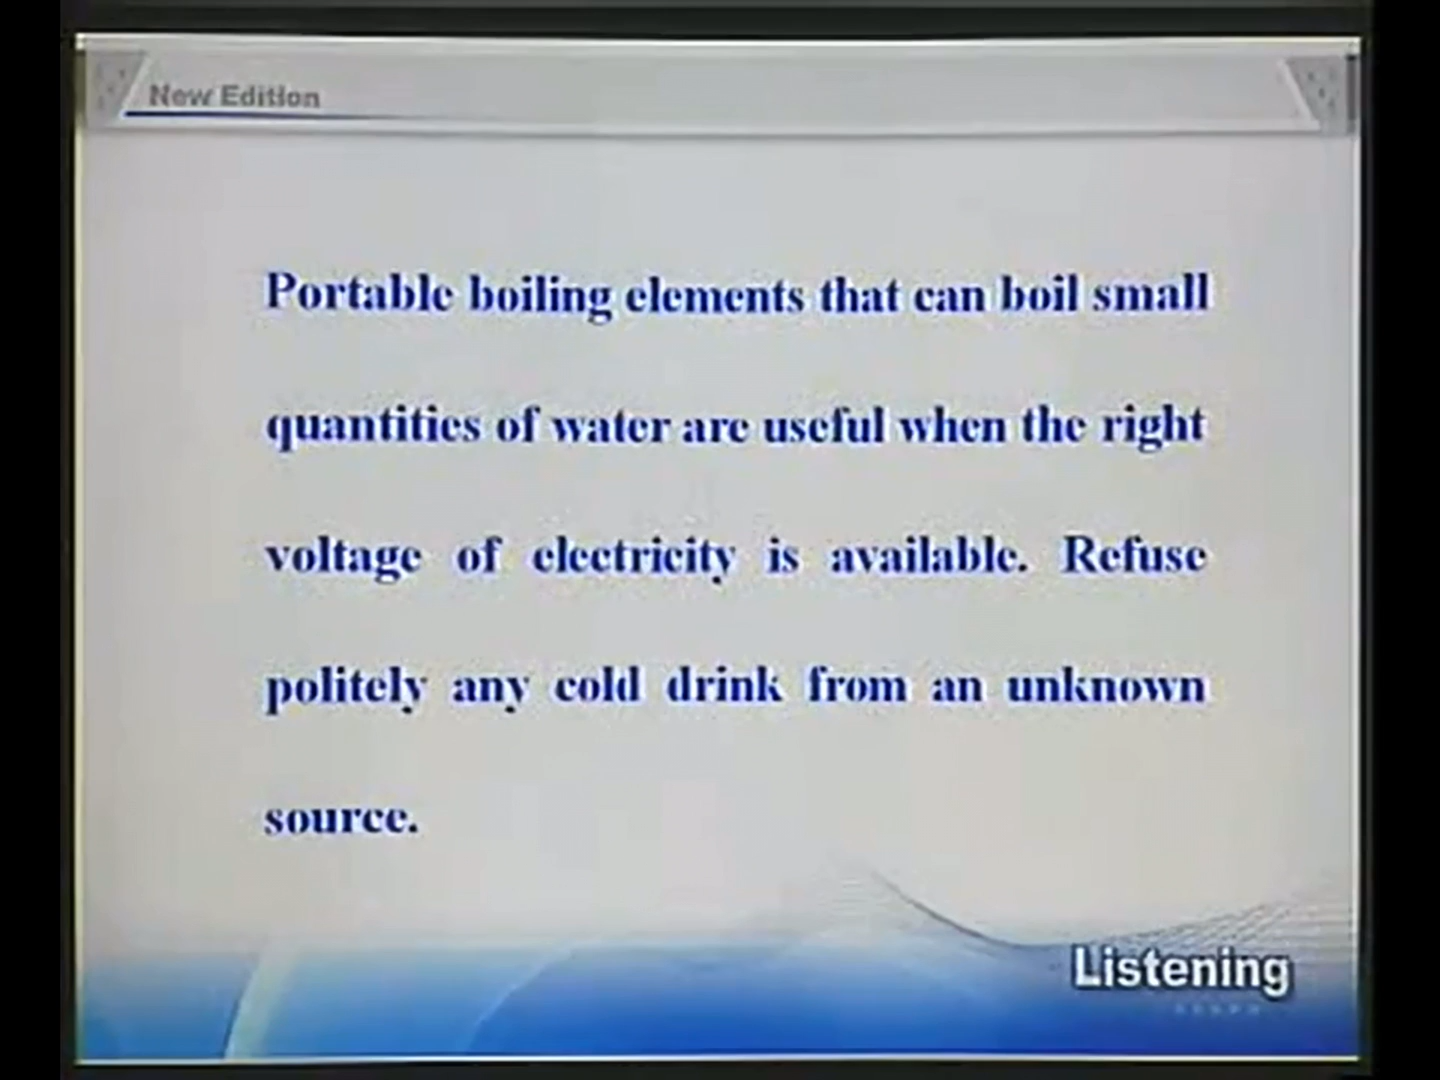 New Edition
Portable boiling elements that can boil small
quantities of water are useful when the right
voltage of electricity is available. Refuse
politely any cold drink from an unknown
source.
Listening